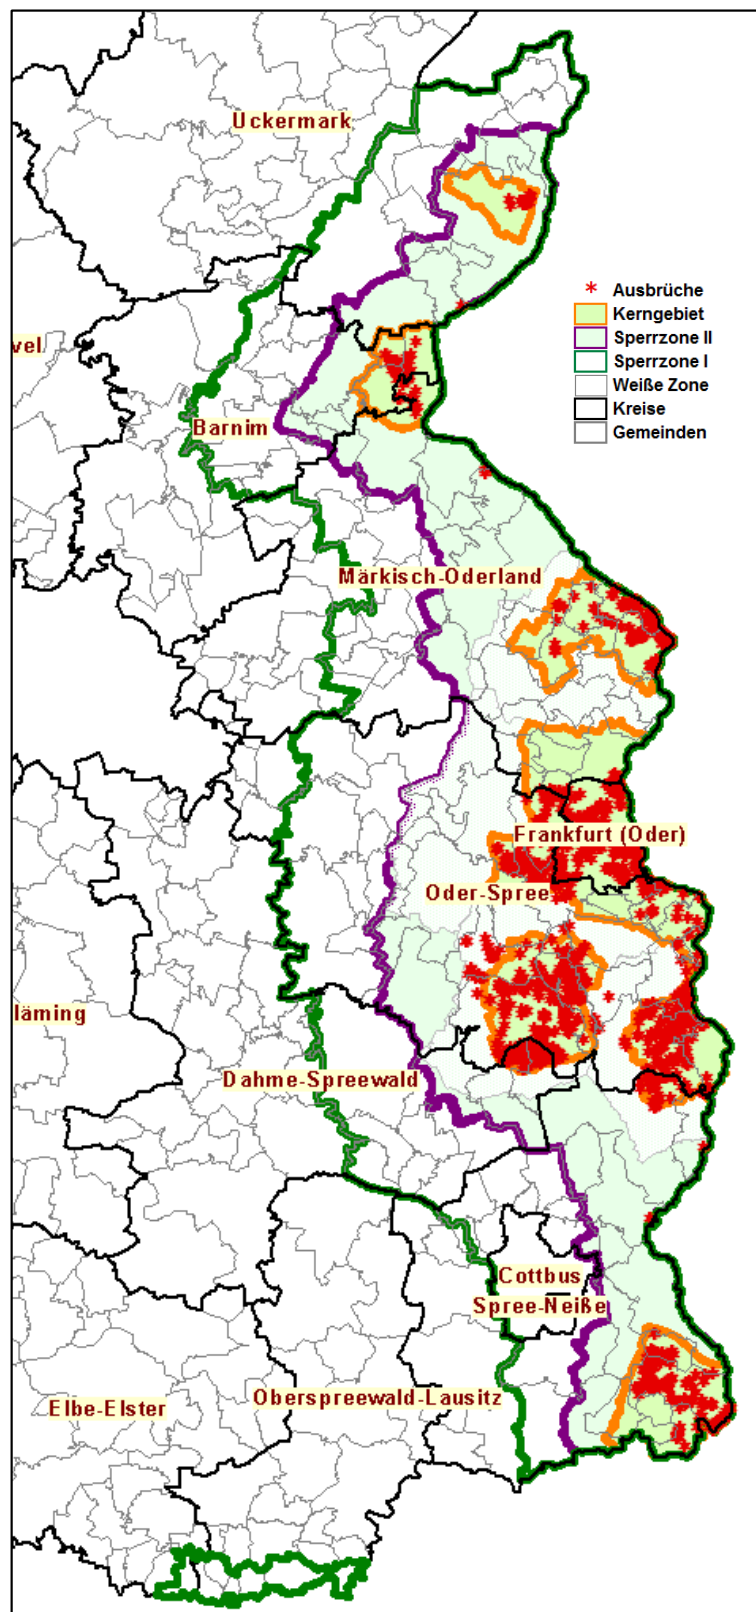 Uckermark
Ausbrüche
Kerngebiet
Sperrzone II
Sperrzone I
Weiße Zone
Kreise
Gemeinden
vel
Barnim
Märkisch-Oderland
Frankfurt (Oder)
Oder-Spree
läming
Dahme-Spreewald
Cottbus
Spree-Neiße
Oberspreewald-Lausitz
Elbe-Elster